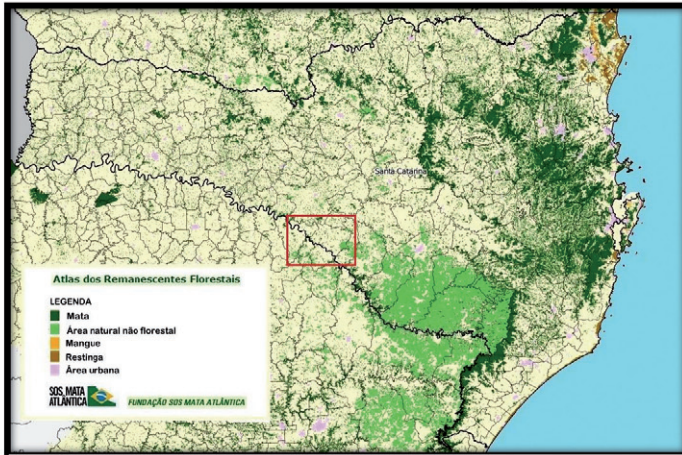 Santa Catarina
Atlas dos Remanescentes Florestais
LEGENDA
Mata
Área natural não florestal
Mangue
Restinga
Área urbana
SOS MATA
ATLÂNTICA
FUNDAÇÃO SOS MATA ATLÂNTICA